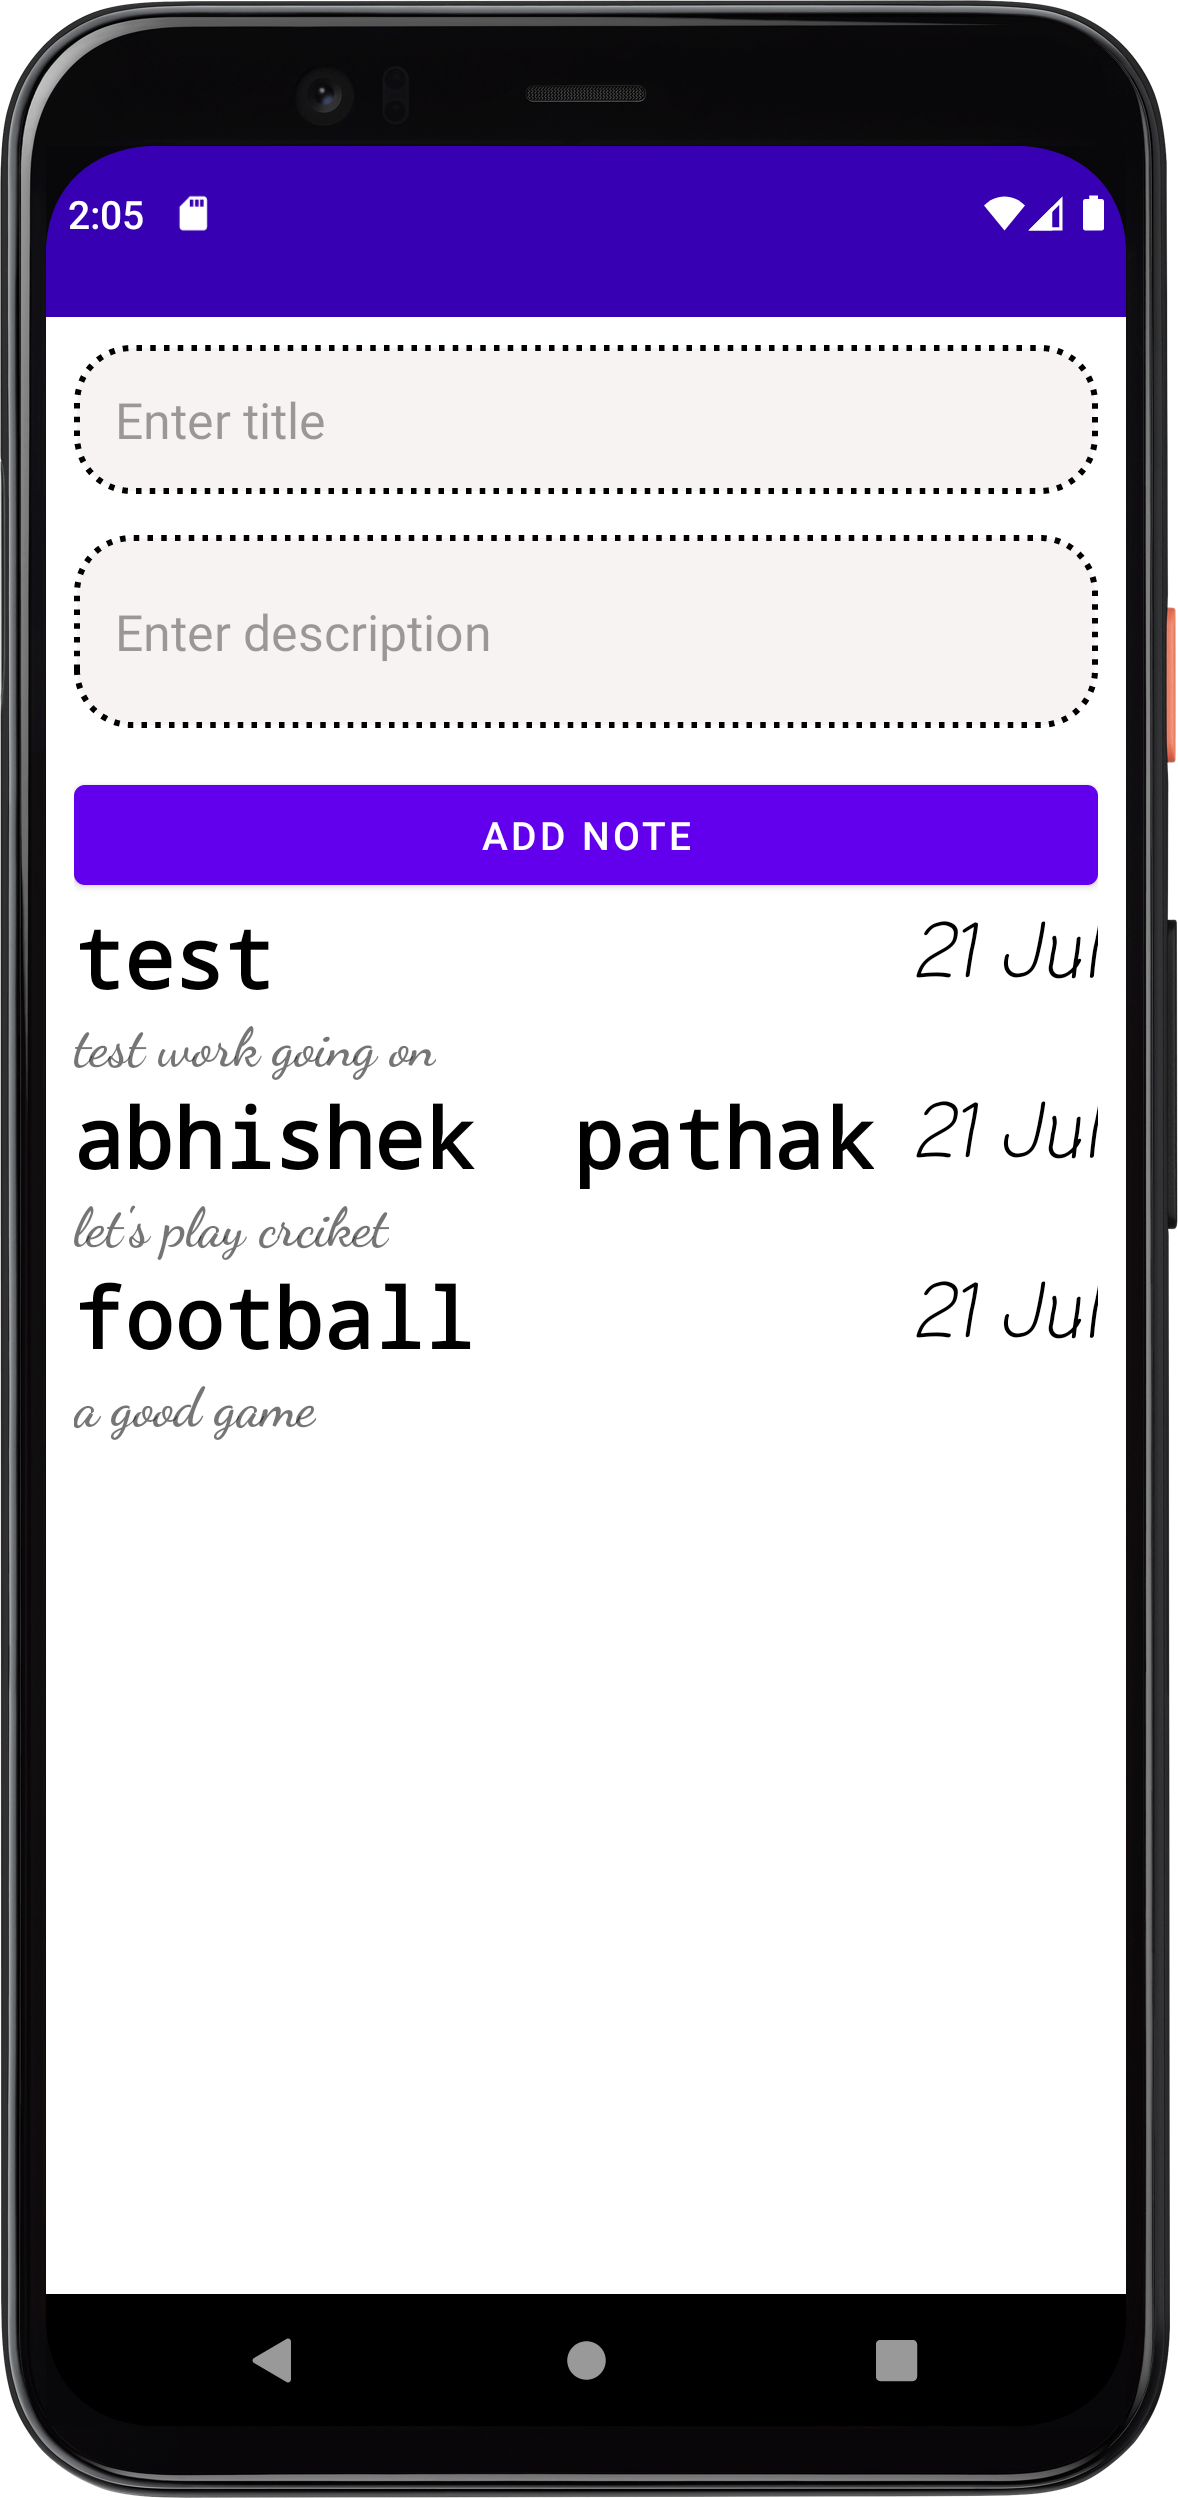 2:05
Enter title
Enter description
ADD NOTE
test 21 Jul
test work going on
abhishek  pathak 21 Jul
let's play crciket
football 21 Jul
a good game